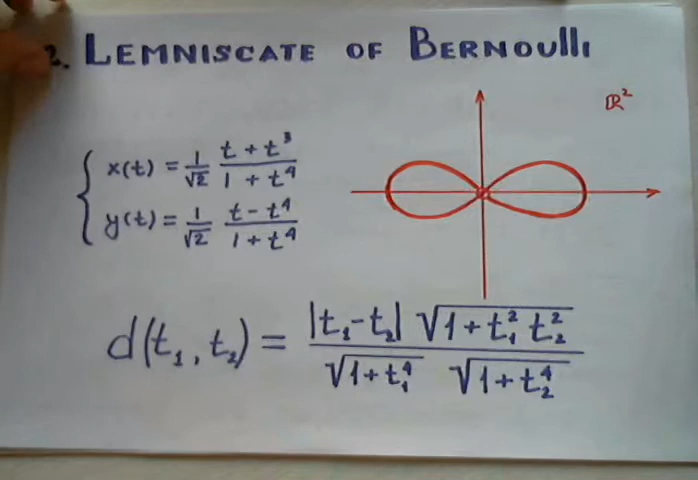 2. LEMNISCATE OF BERNOULLI
ℝ²
x(t) = 1/√2 (t + t³)/(1 + t⁴)
y(t) = 1/√2 (t - t⁴)/(1 + t⁴)
d(t₁, t₂) = |t₁-t₂| √(1+t₁² t₂²) / (√(1+t₁⁴) √(1+t₂⁴))